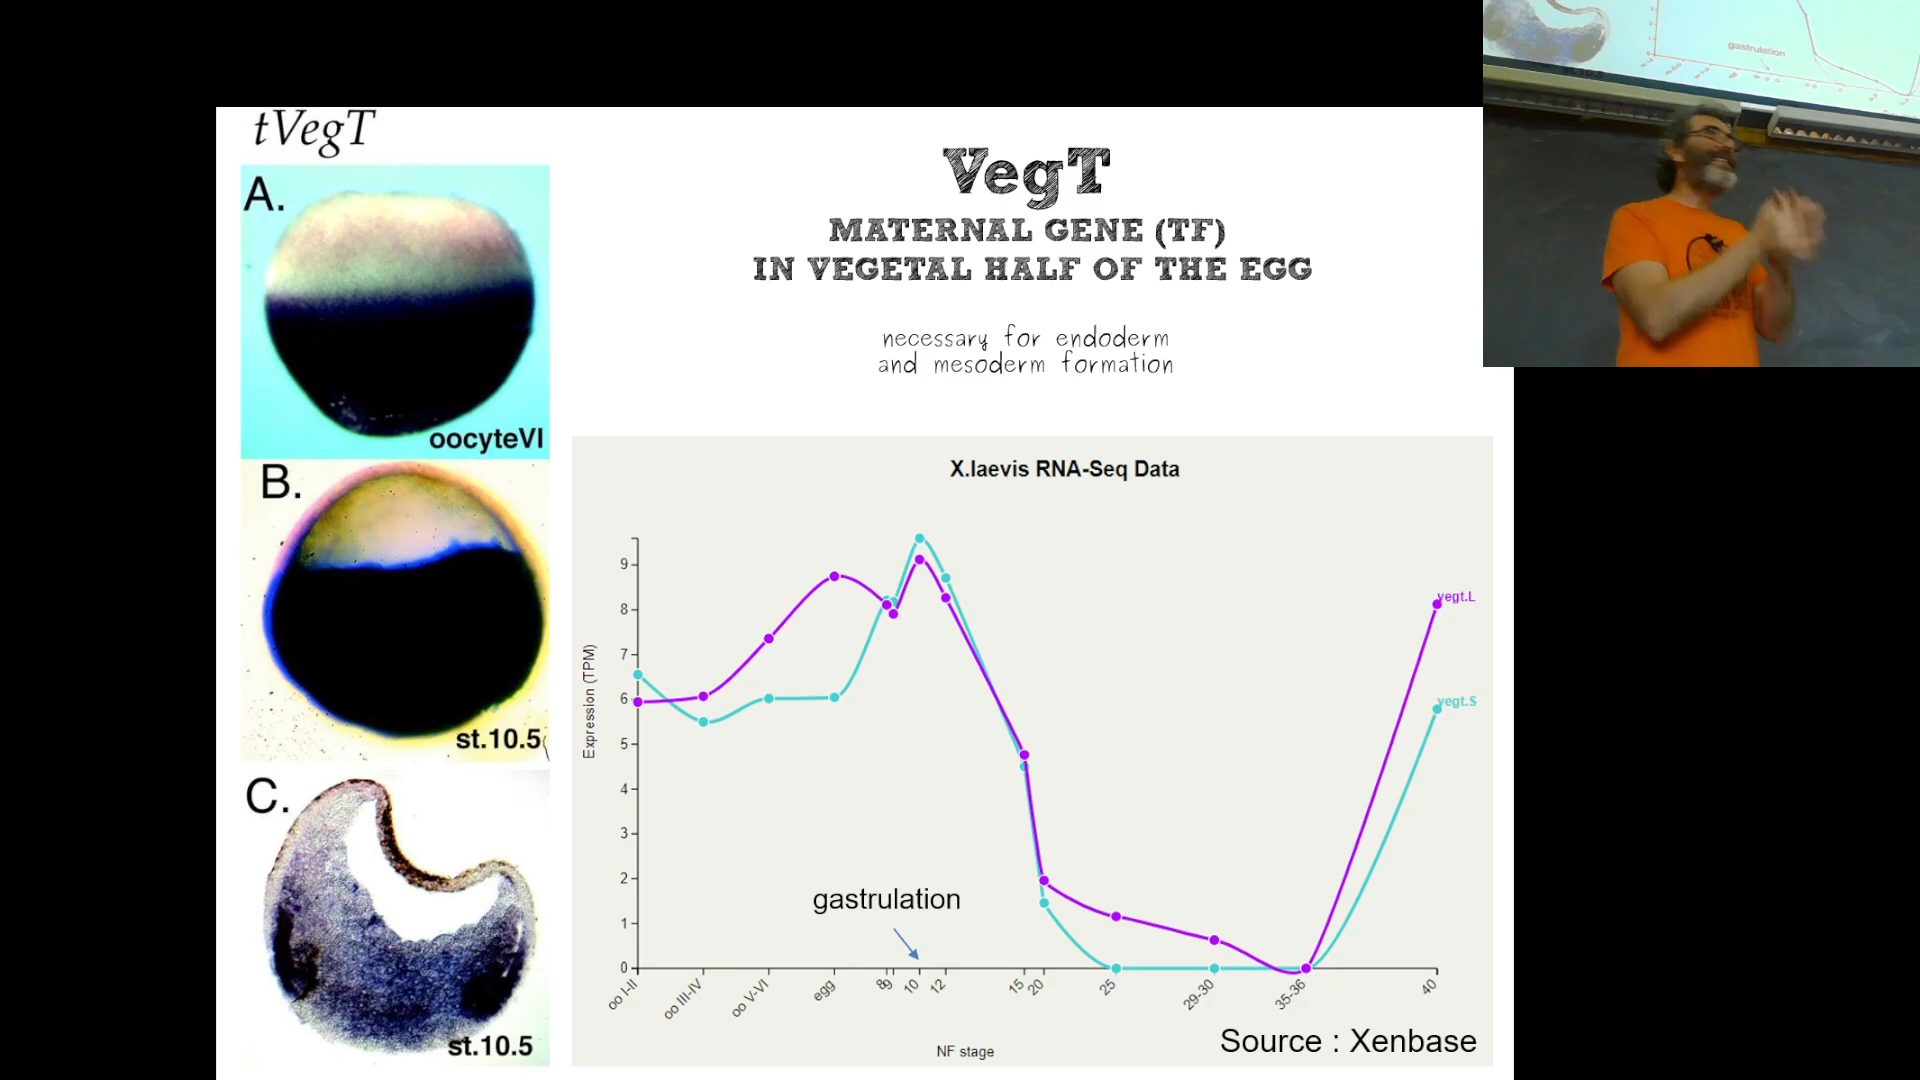 tVegT
A.
oocyteVI
B.
st.10.5
C.
st.10.5
VegT
MATERNAL GENE (TF)
IN VEGETAL HALF OF THE EGG
necessary for endoderm
and mesoderm formation
X.laevis RNA-Seq Data
Expression (TPM)
9
8
7
6
5
4
3
2
1
0
vegt.L
vegt.S
gastrulation
oo I-II
oo III-IV
oo V-VI
egg
8
9
10
12
15
20
25
29-30
35-36
40
NF stage
Source : Xenbase
gastrulation